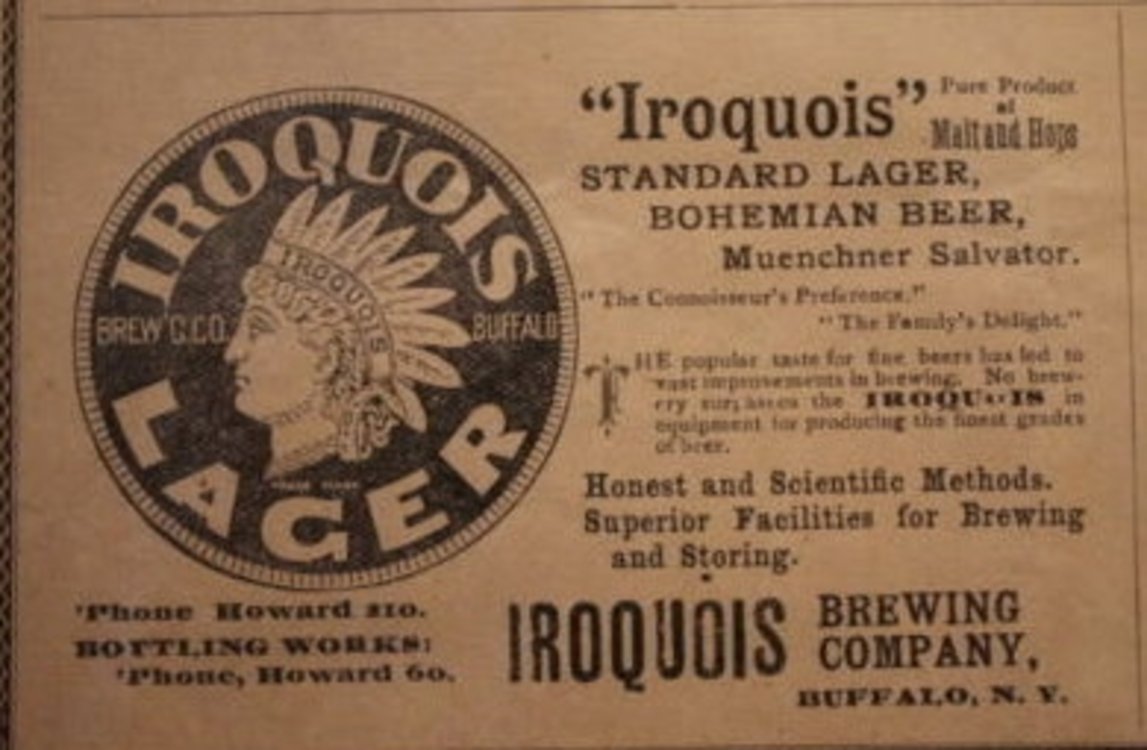 IROQUOIS
IROQUOIS
BREW'G.CO. BUFFALO
LAGER
'Phone Howard 210.
BOTTLING WORKS:
'Phone, Howard 60.
"Iroquois" Pure Product
of
Malt and Hops
STANDARD LAGER,
BOHEMIAN BEER,
Muenchner Salvator.
"The Connoisseur's Preference."
"The Family's Delight."
THE popular taste for fine beers has led to
vast improvements in brewing. No brew-
ery surpasses the IROQUOIS in
equipment for producing the finest grades
of beer.
Honest and Scientific Methods.
Superior Facilities for Brewing
and Storing.
IROQUOIS BREWING
COMPANY,
BUFFALO, N. Y.